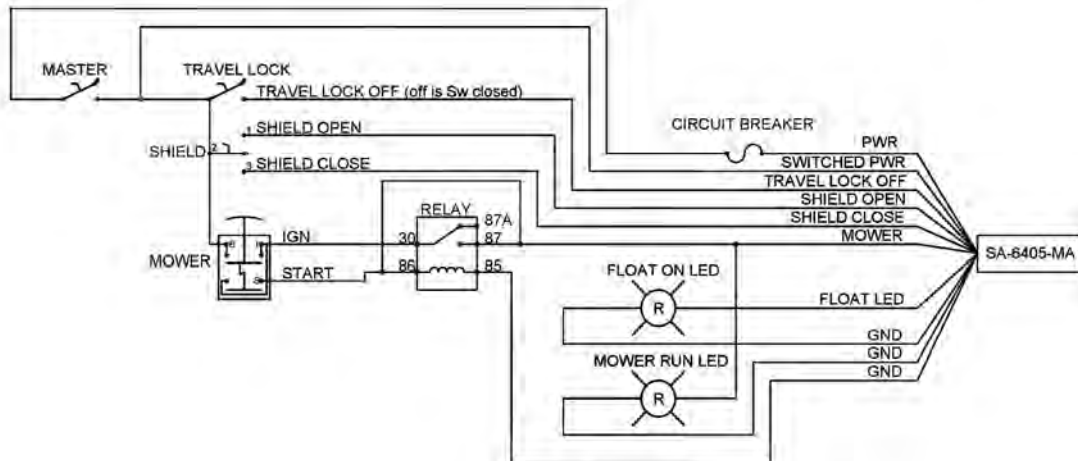 MASTER
TRAVEL LOCK
TRAVEL LOCK OFF (off is Sw closed)
1 SHIELD OPEN
SHIELD 2
3 SHIELD CLOSE
CIRCUIT BREAKER
PWR
SWITCHED PWR
TRAVEL LOCK OFF
SHIELD OPEN
SHIELD CLOSE
MOWER
SA-6405-MA
RELAY
87A
IGN
30
87
MOWER
START
86
85
FLOAT ON LED
R
FLOAT LED
GND
MOWER RUN LED
GND
GND
R